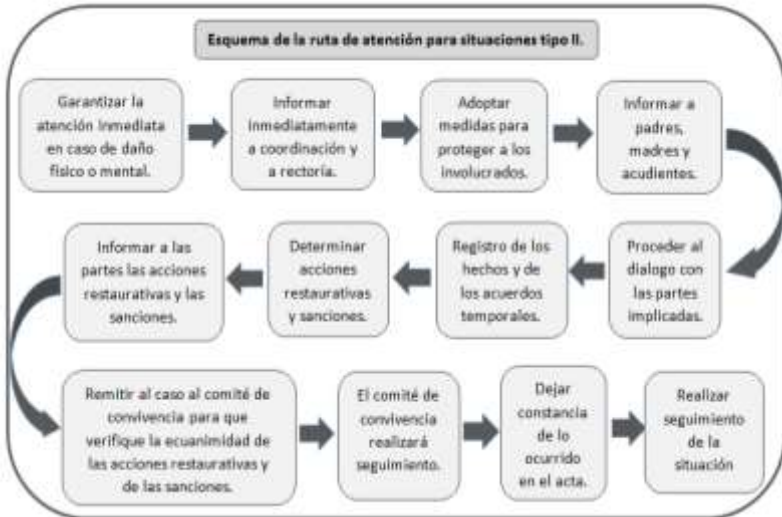 Esquema de la ruta de atención para situaciones tipo II.
Garantizar la
atención inmediata
en caso de daño
físico o mental.
Informar
inmediatamente
a coordinación y
a rectoría.
Adoptar
medidas para
proteger a los
involucrados.
Informar a
padres,
madres y
acudientes.
Proceder al
dialogo con
las partes
implicadas.
Registro de los
hechos y de
los acuerdos
temporales.
Determinar
acciones
restaurativas
y sanciones.
Informar a las
partes las acciones
restaurativas y las
sanciones.
Remitir al caso al comité de
convivencia para que
verifique la ecuanimidad de
las acciones restaurativas y
de las sanciones.
El comité de
convivencia
realizará
seguimiento.
Dejar
constancia
de lo
ocurrido
en el acta.
Realizar
seguimiento
de la
situación